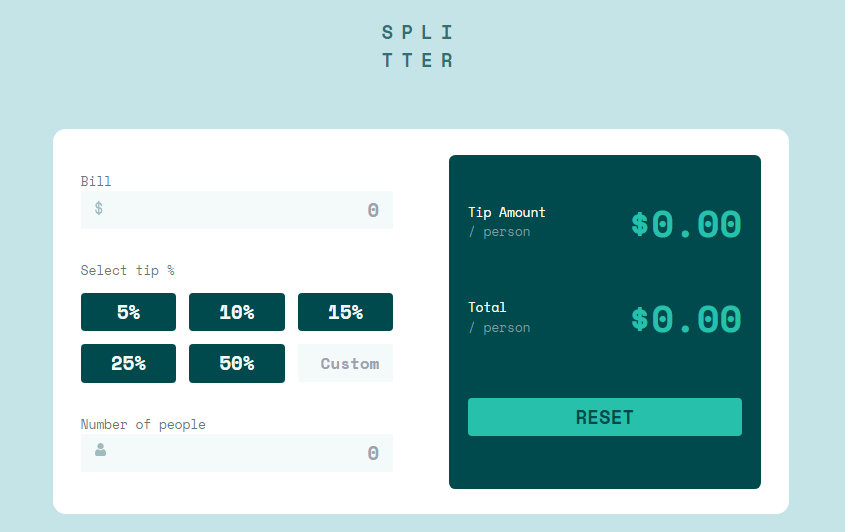 SPLI
TTER
Bill
$ 0
Select tip %
5% 10% 15%
25% 50% Custom
Number of people
0
Tip Amount
/ person
$0.00
Total
/ person
$0.00
RESET